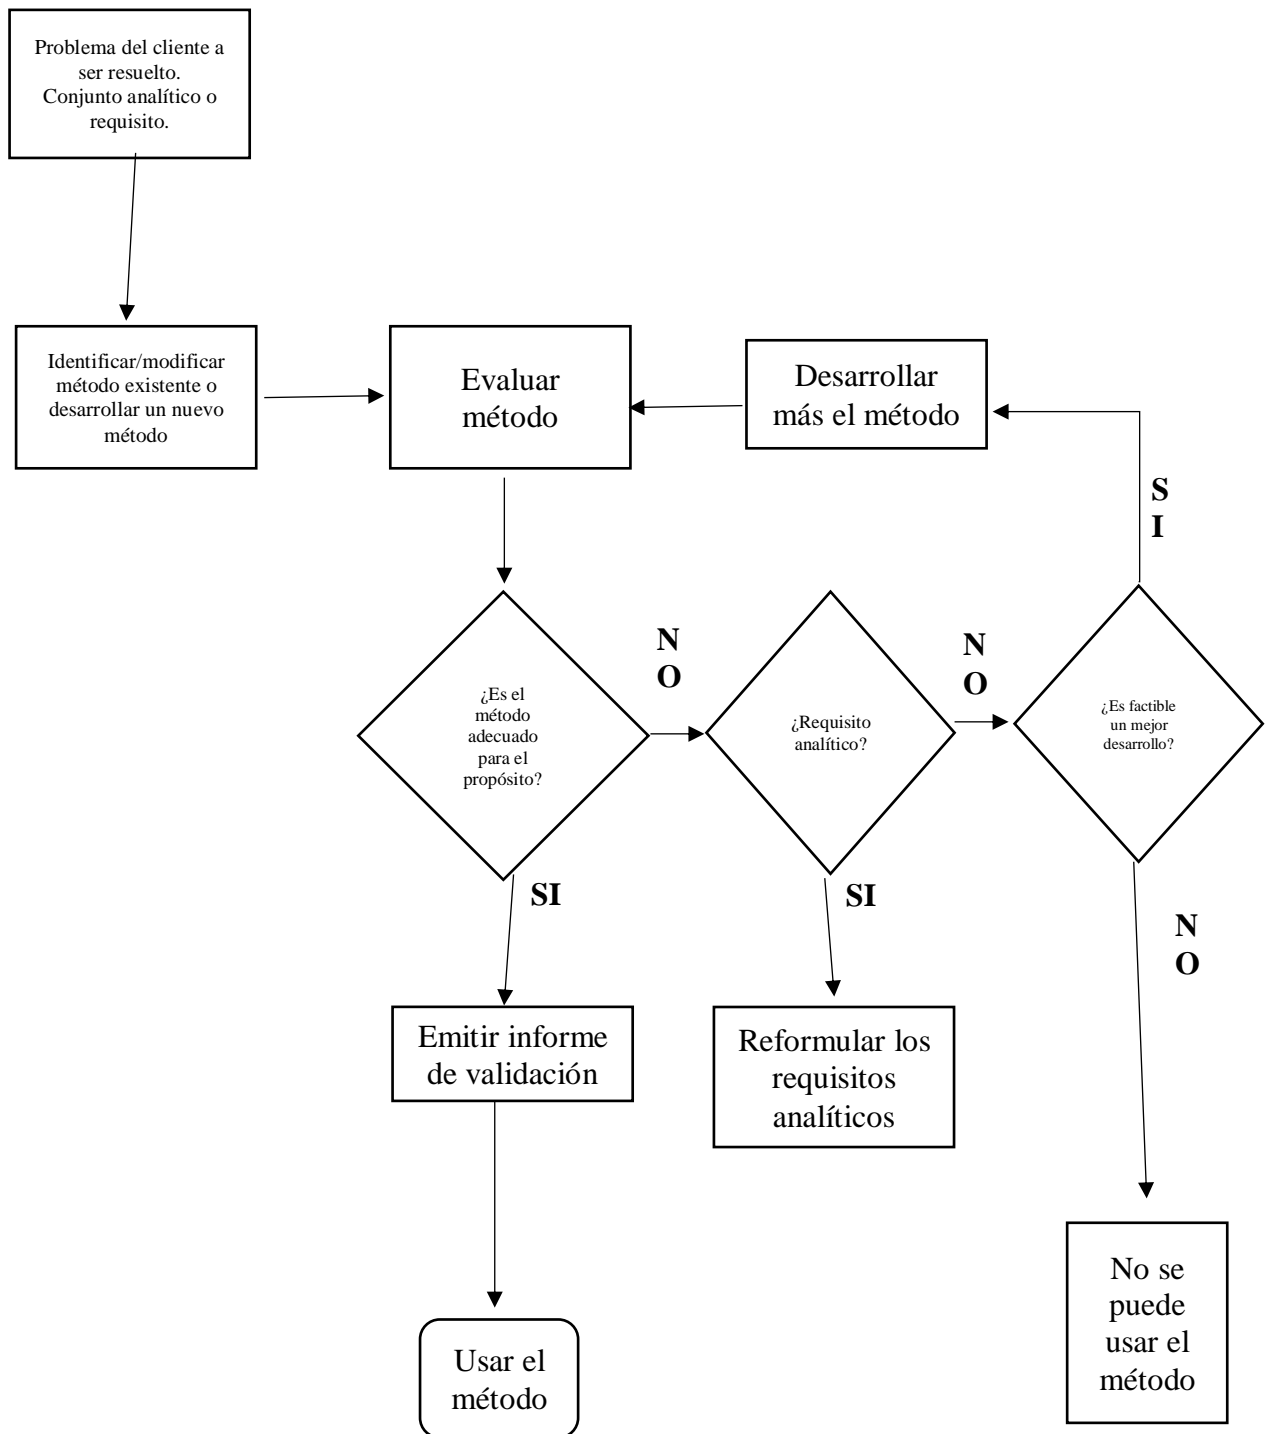 Problema del cliente a
ser resuelto.
Conjunto analítico o
requisito.
Identificar/modificar
método existente o
desarrollar un nuevo
método
Evaluar
método
Desarrollar
más el método
S
I
¿Es el
método
adecuado
para el
propósito?
N
O
¿Requisito
analítico?
N
O
¿Es factible
un mejor
desarrollo?
SI
SI
N
O
Emitir informe
de validación
Reformular los
requisitos
analíticos
Usar el
método
No se
puede
usar el
método